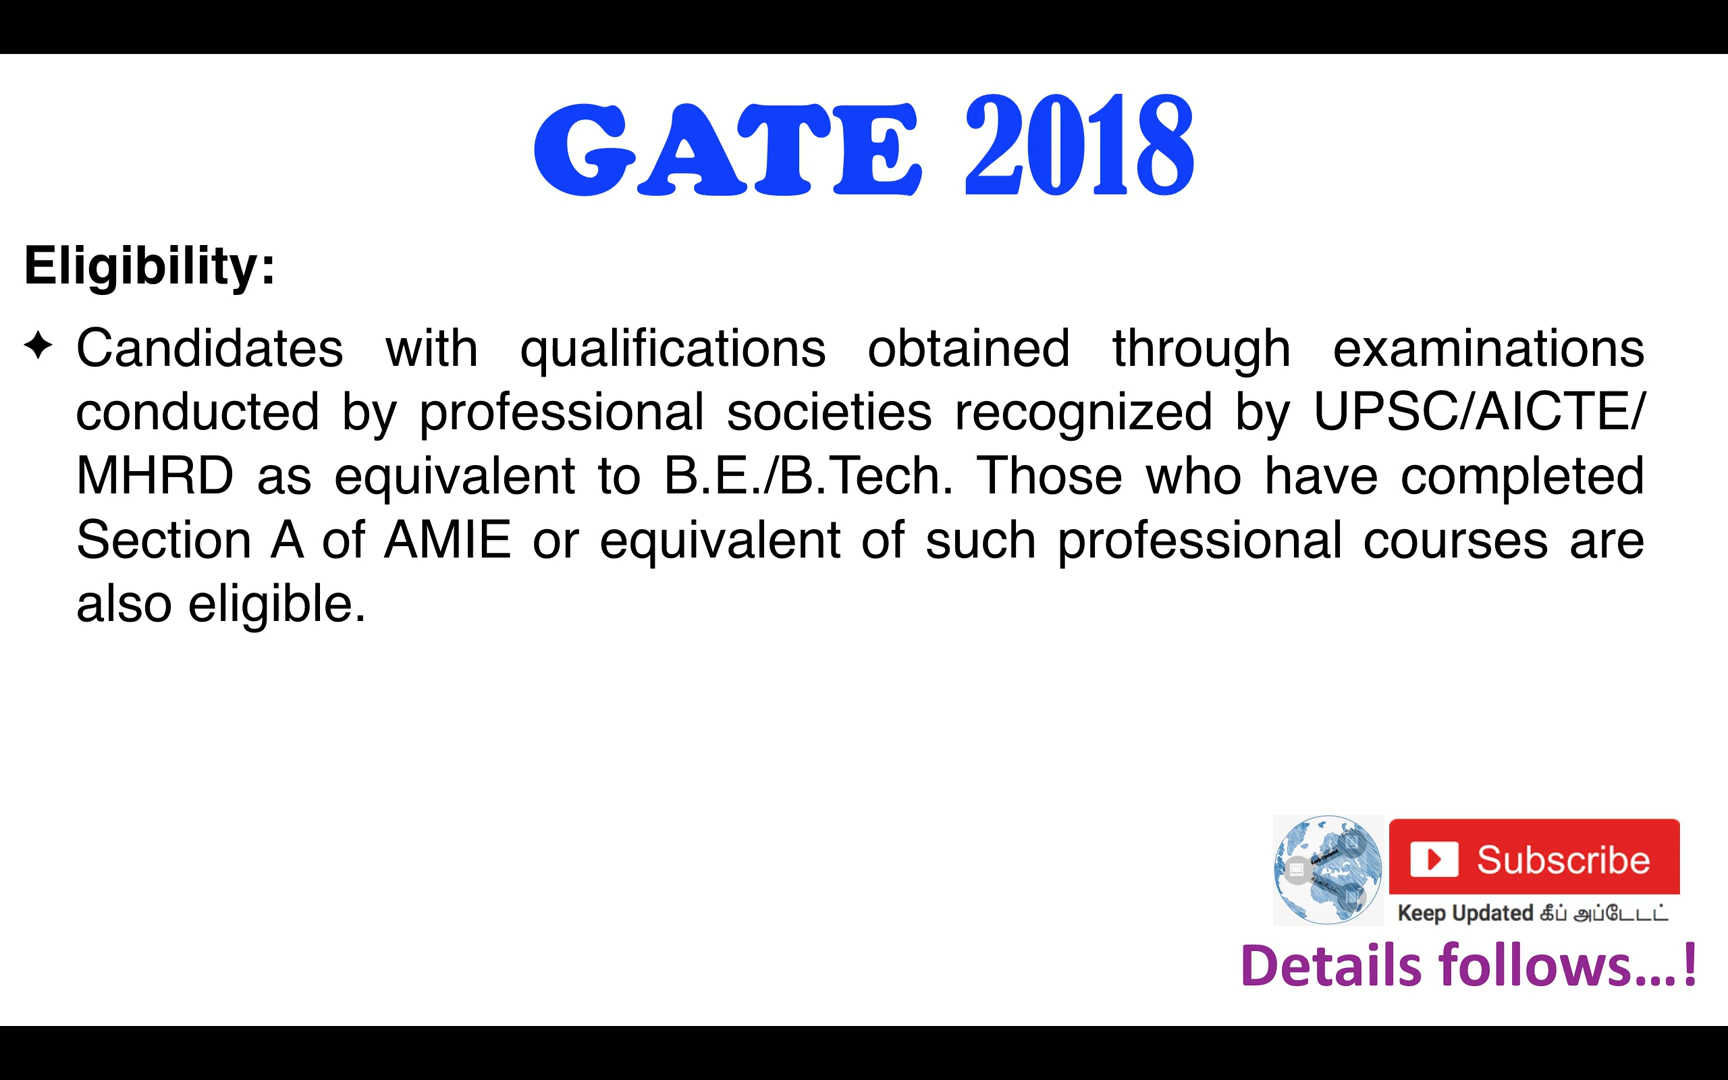 GATE 2018
Eligibility:
✦ Candidates with qualifications obtained through examinations
conducted by professional societies recognized by UPSC/AICTE/
MHRD as equivalent to B.E./B.Tech. Those who have completed
Section A of AMIE or equivalent of such professional courses are
also eligible.
Subscribe
Keep Updated கீப் அப்டேடட்
Details follows...!